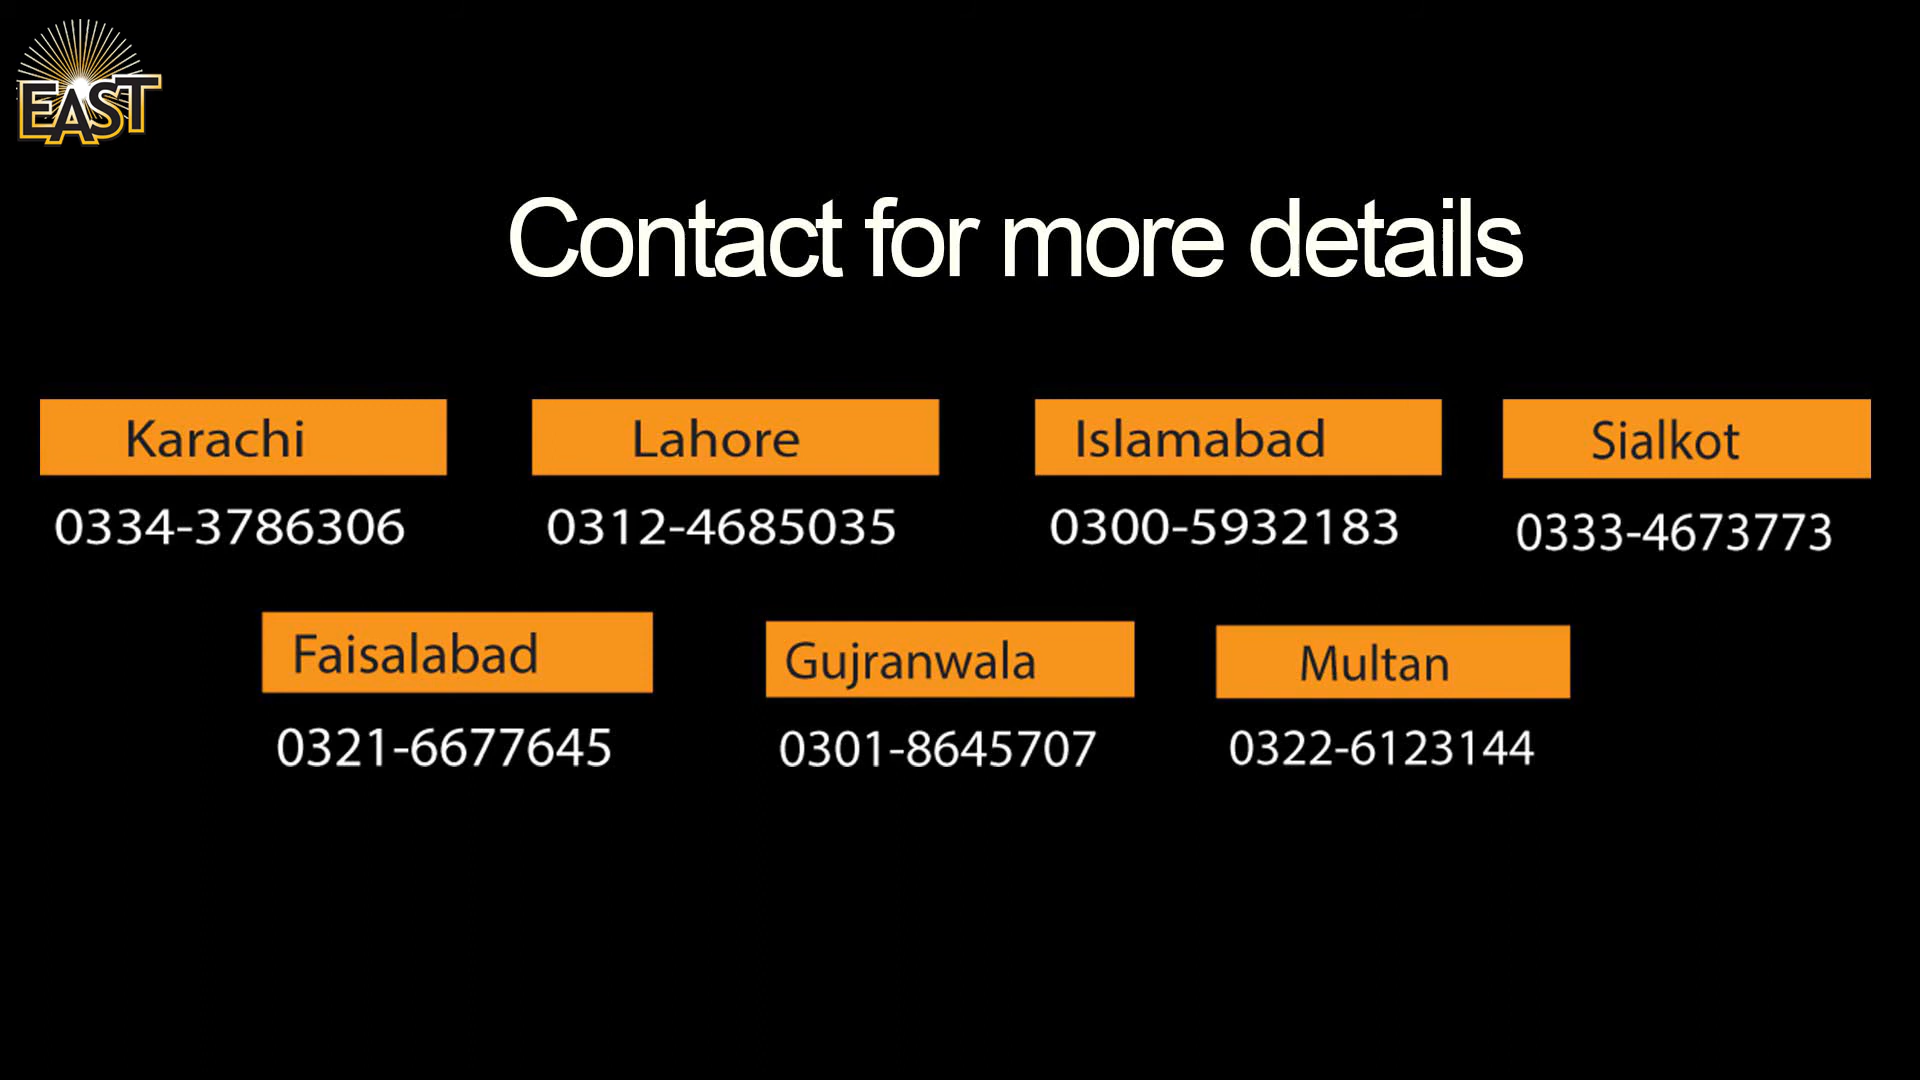 EAST
Contact for more details
Karachi Lahore Islamabad Sialkot
0334-3786306 0312-4685035 0300-5932183 0333-4673773
Faisalabad Gujranwala Multan
0321-6677645 0301-8645707 0322-6123144